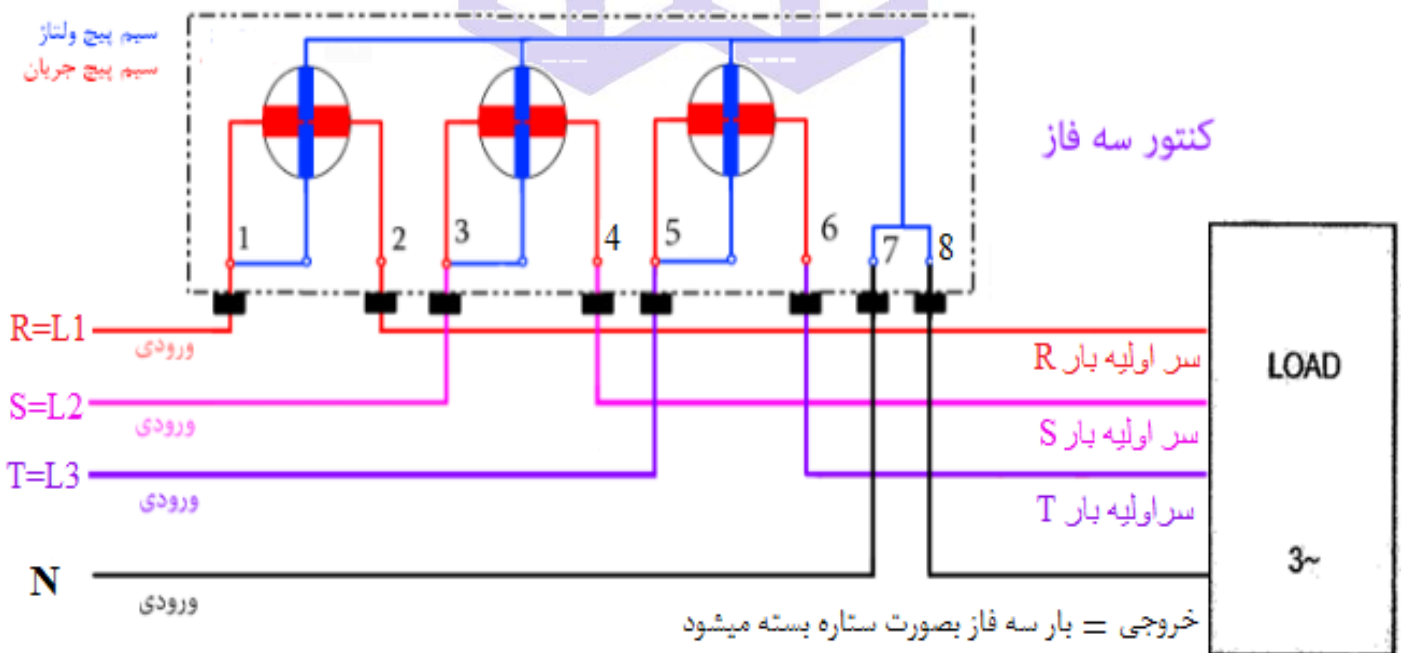 سیم پیچ ولتاژ
سیم پیچ جریان
کنتور سه فاز
1 2 3 4 5 6 7 8
R=L1
ورودی
سر اولیه بار R
LOAD
S=L2
ورودی
سر اولیه بار S
T=L3
ورودی
سراولیه بار T
N
ورودی
3~
خروجی = بار سه فاز بصورت ستاره بسته میشود